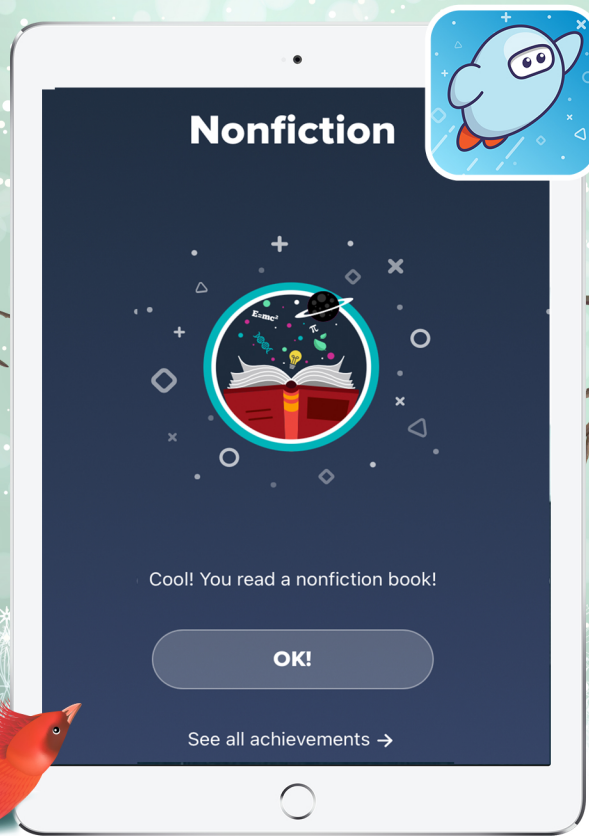 Nonfiction
E=mc²
π
Cool! You read a nonfiction book!
OK!
See all achievements →